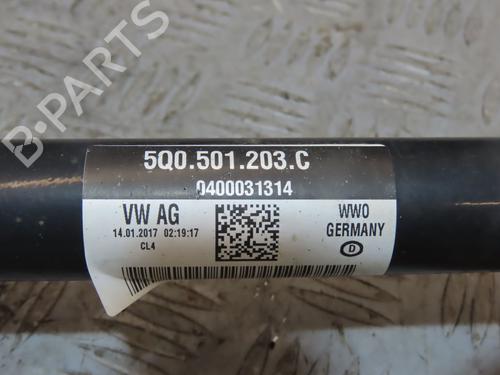 5Q0.501.203.C
0400031314
VW AG
14.01.2017 02:19:17
CL4
WWO
GERMANY
D
B-PARTS